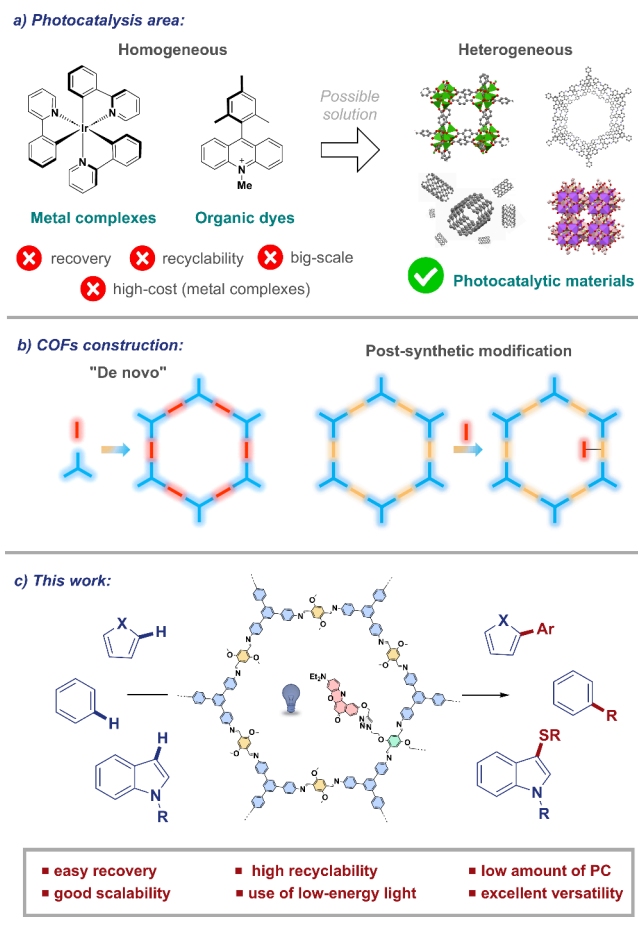 a) Photocatalysis area:
Homogeneous
Heterogeneous
Possible
solution
N
N
Ir
N
N
+
Me
Metal complexes
Organic dyes
recovery
recyclability
big-scale
high-cost (metal complexes)
Photocatalytic materials
b) COFs construction:
"De novo"
Post-synthetic modification
c) This work:
X
H
H
H
N
R
Et₂N
N
O
O
O
N=N
O
X
Ar
R
SR
N
R
easy recovery
high recyclability
low amount of PC
good scalability
use of low-energy light
excellent versatility